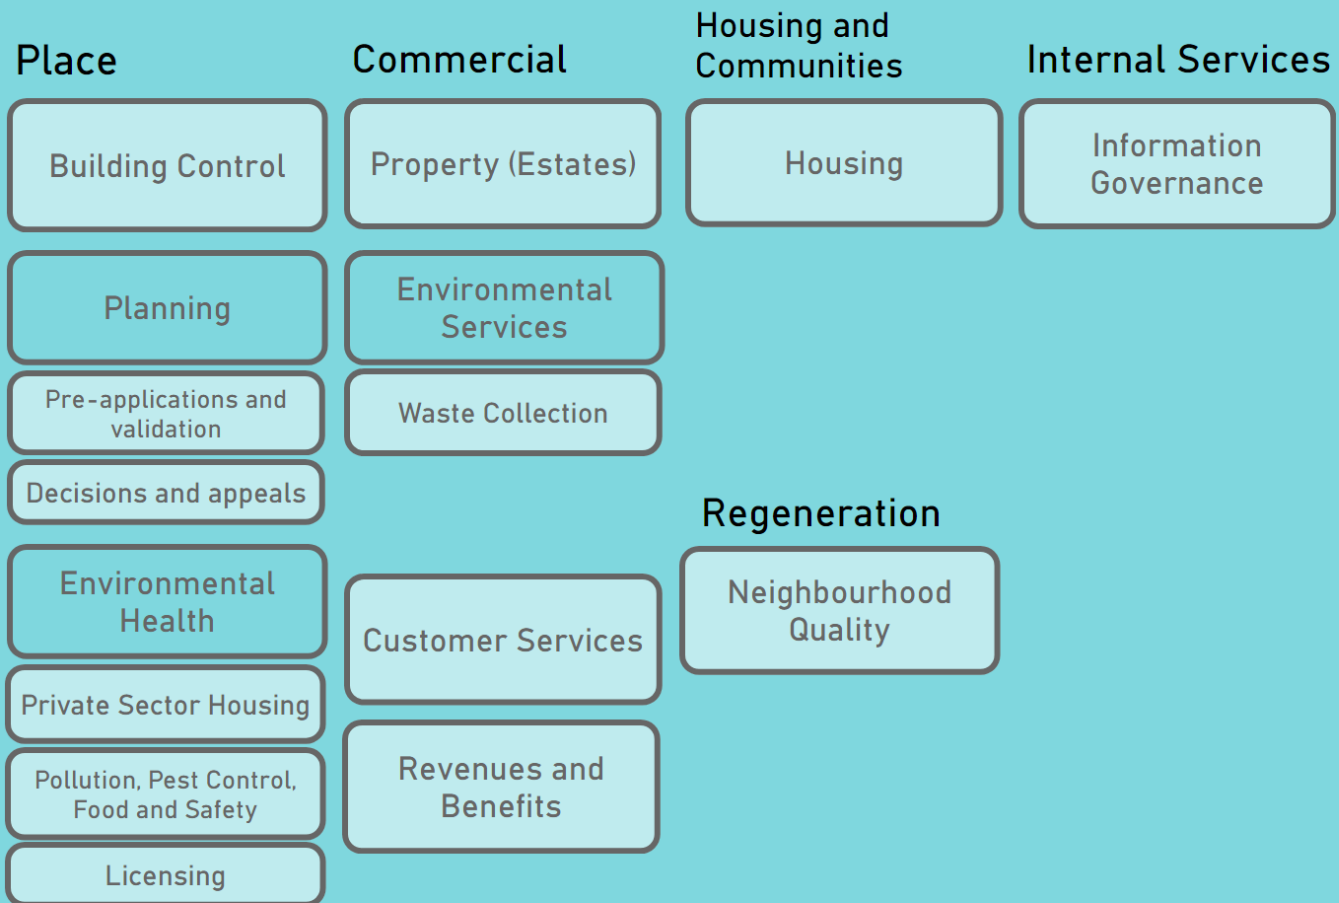 Place
Building Control
Planning
Pre-applications and
validation
Decisions and appeals
Environmental
Health
Private Sector Housing
Pollution, Pest Control,
Food and Safety
Licensing
Commercial
Property (Estates)
Environmental
Services
Waste Collection
Customer Services
Revenues and
Benefits
Housing and
Communities
Housing
Regeneration
Neighbourhood
Quality
Internal Services
Information
Governance